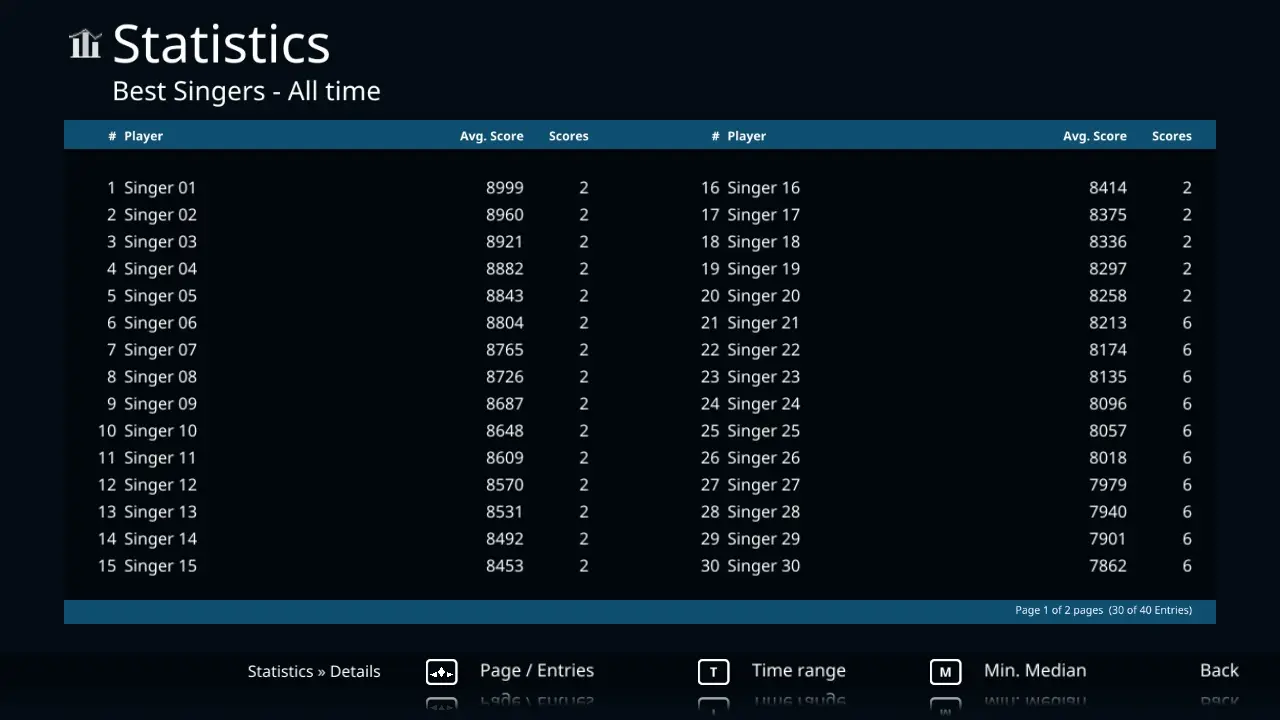 Statistics
Best Singers - All time
# Player Avg. Score Scores # Player Avg. Score Scores
1 Singer 01 8999 2 16 Singer 16 8414 2
2 Singer 02 8960 2 17 Singer 17 8375 2
3 Singer 03 8921 2 18 Singer 18 8336 2
4 Singer 04 8882 2 19 Singer 19 8297 2
5 Singer 05 8843 2 20 Singer 20 8258 2
6 Singer 06 8804 2 21 Singer 21 8213 6
7 Singer 07 8765 2 22 Singer 22 8174 6
8 Singer 08 8726 2 23 Singer 23 8135 6
9 Singer 09 8687 2 24 Singer 24 8096 6
10 Singer 10 8648 2 25 Singer 25 8057 6
11 Singer 11 8609 2 26 Singer 26 8018 6
12 Singer 12 8570 2 27 Singer 27 7979 6
13 Singer 13 8531 2 28 Singer 28 7940 6
14 Singer 14 8492 2 29 Singer 29 7901 6
15 Singer 15 8453 2 30 Singer 30 7862 6
Page 1 of 2 pages (30 of 40 Entries)
Statistics » Details Page / Entries T Time range M Min. Median Back